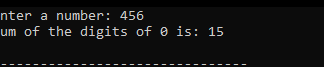 nter a number: 456
um of the digits of 0 is: 15
--------------------------------